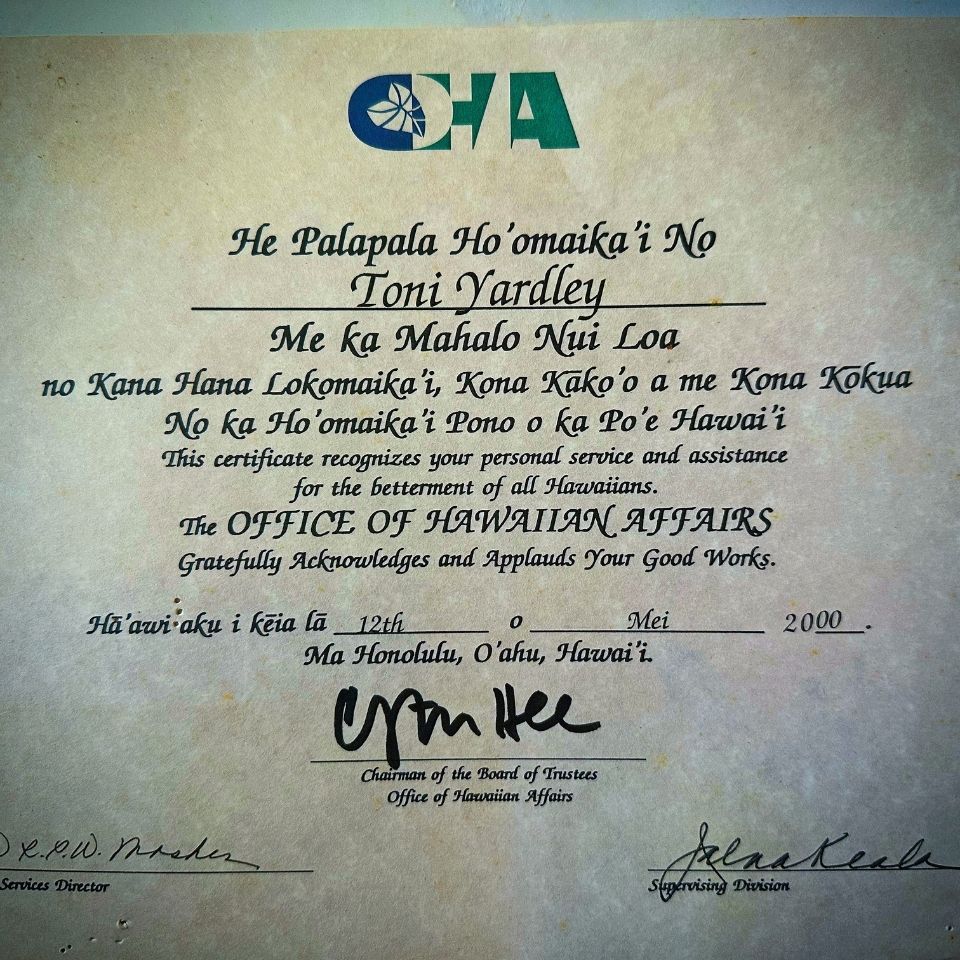 OHA
He Palapala Ho'omaika'i No
Toni Yardley
Me ka Mahalo Nui Loa
no Kana Hana Lokomaika'i, Kona Kāko'o a me Kona Kōkua
No ka Ho'omaika'i Pono o ka Po'e Hawai'i
This certificate recognizes your personal service and assistance
for the betterment of all Hawaiians.
The OFFICE OF HAWAIIAN AFFAIRS
Gratefully Acknowledges and Applauds Your Good Works.
Hā'awi aku i kēia lā 12th o Mei 2000.
Ma Honolulu, O'ahu, Hawai'i.
Hee
Chairman of the Board of Trustees
Office of Hawaiian Affairs
Jalna Keala
Services Director
Supervising Division